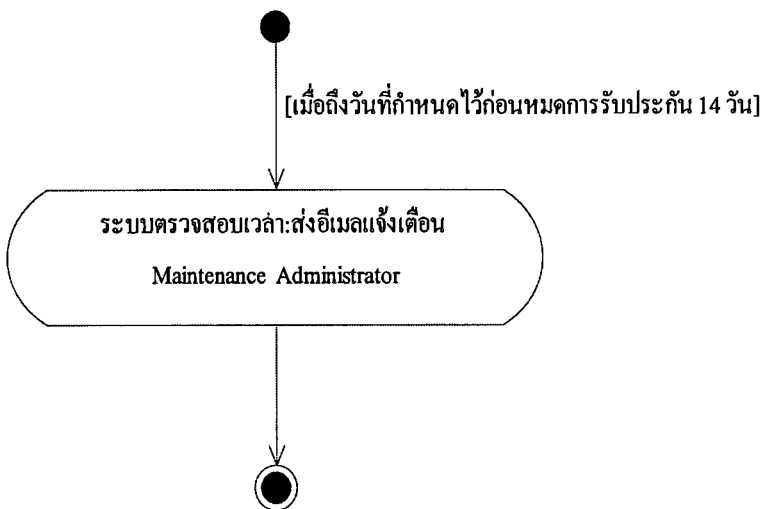 [เมื่อถึงวันที่กำหนดไว้ก่อนหมดการรับประกัน 14 วัน]
ระบบตรวจสอบเวลา:ส่งอีเมลแจ้งเตือน
Maintenance Administrator